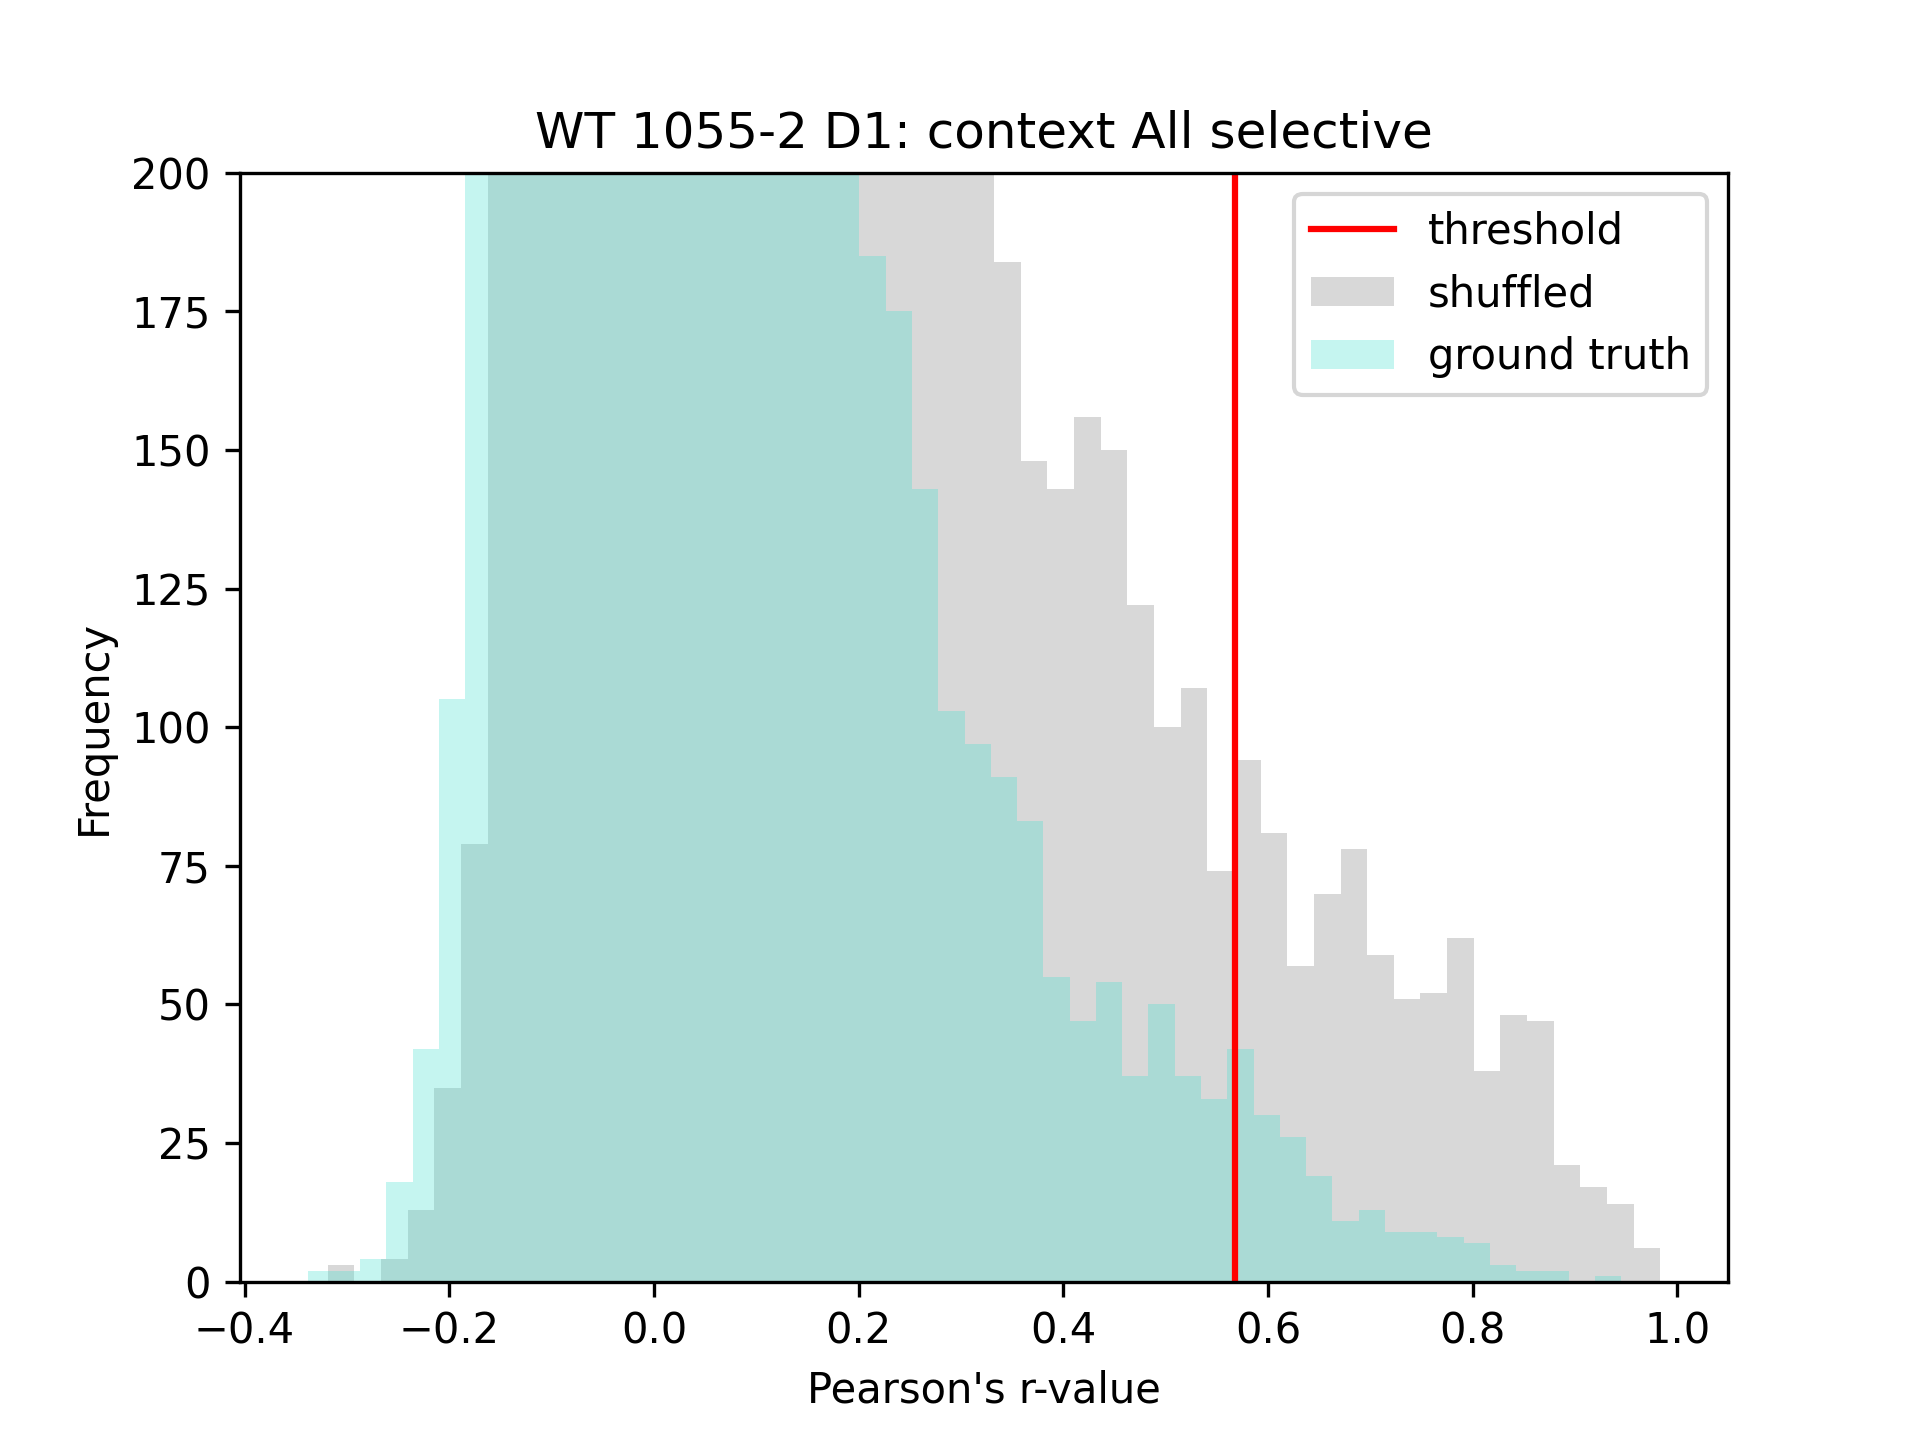 WT 1055-2 D1: context All selective
200
175
150
125
100
75
50
25
0
Frequency
threshold
shuffled
ground truth
−0.4 −0.2 0.0 0.2 0.4 0.6 0.8 1.0
Pearson's r-value